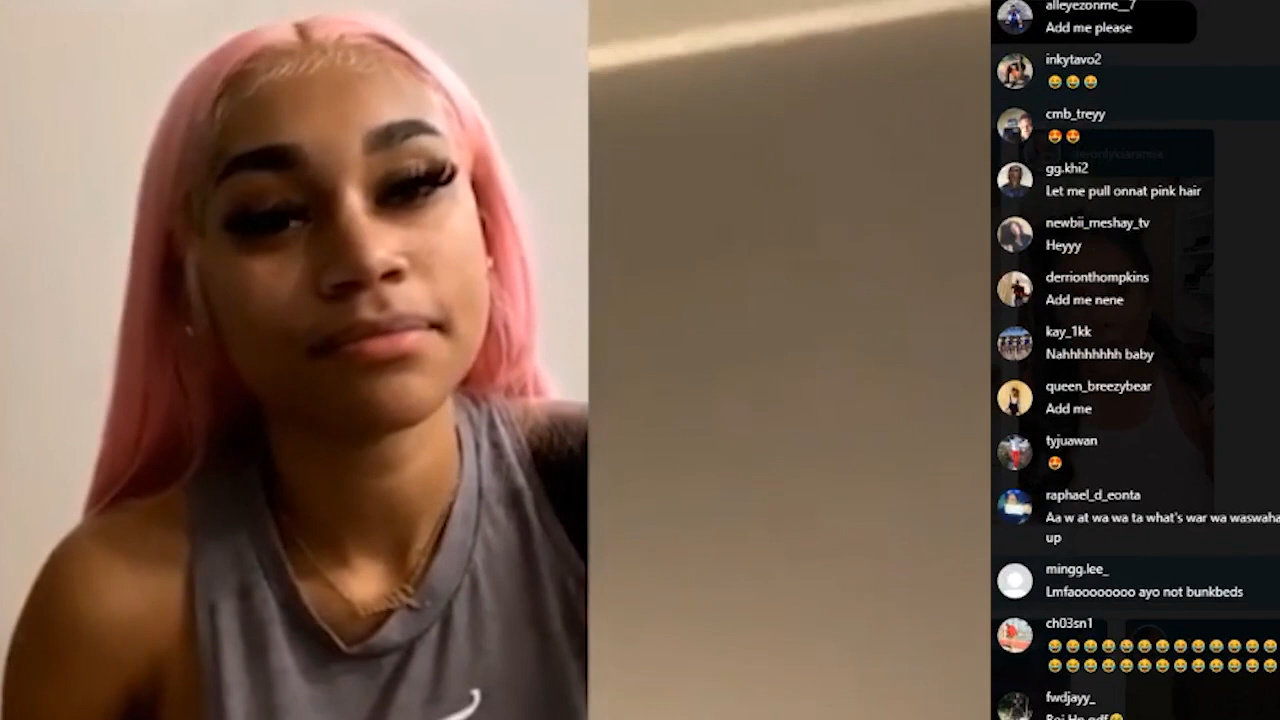 alleyezonme__7
Add me please
inkytavo2
😂😂😂
cmb_treyy
😍😍
gg.khi2
Let me pull onnat pink hair
newbii_meshay_tv
Heyyy
derrionthompkins
Add me nene
kay_1kk
Nahhhhhhhh baby
queen_breezybear
Add me
tyjuawan
😍
raphael_d_eonta
Aa w at wa wa ta what's war wa waswaha
up
mingg.lee_
Lmfaoooooooo ayo not bunkbeds
ch03sn1
😂😂😂😂😂😂😂😂😂😂😂😂😂
😂😂😂😂😂😂😂😂😂😂😂😂😂
fwdjayy_